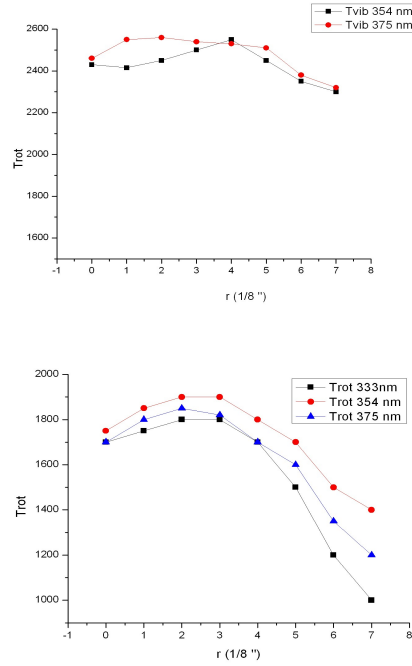 Tvib 354 nm
Tvib 375 nm
2600
2400
2200
2000
1800
1600
Trot
-1 0 1 2 3 4 5 6 7 8
r (1/8 ")
Trot 333nm
Trot 354 nm
Trot 375 nm
2000
1800
1600
1400
1200
1000
Trot
-1 0 1 2 3 4 5 6 7 8
r (1/8 ")